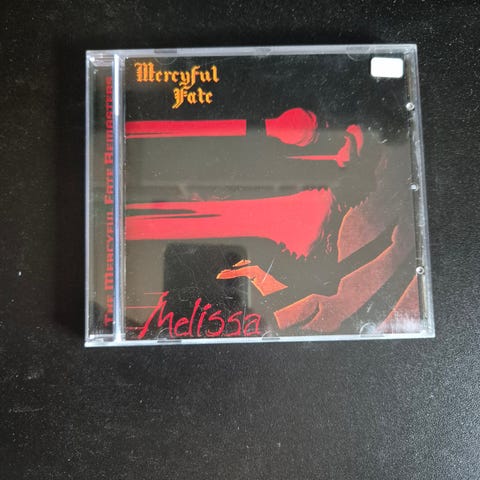 Mercyful
Fate
Melissa
The Mercyful Fate Remasters